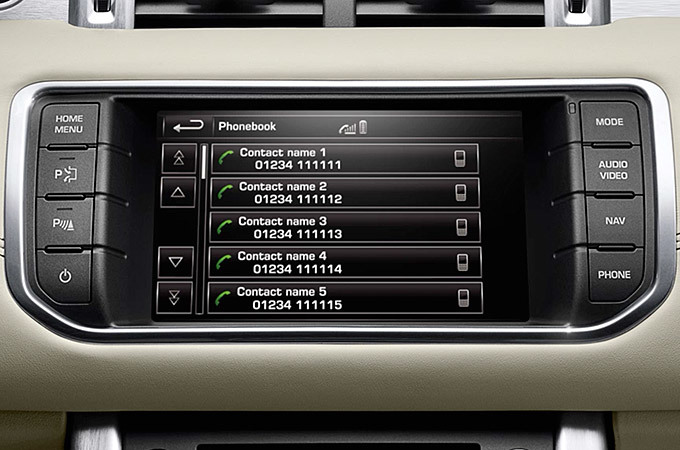 HOME
MENU
P
P
Phonebook
Contact name 1
01234 111111
Contact name 2
01234 111112
Contact name 3
01234 111113
Contact name 4
01234 111114
Contact name 5
01234 111115
MODE
AUDIO
VIDEO
NAV
PHONE